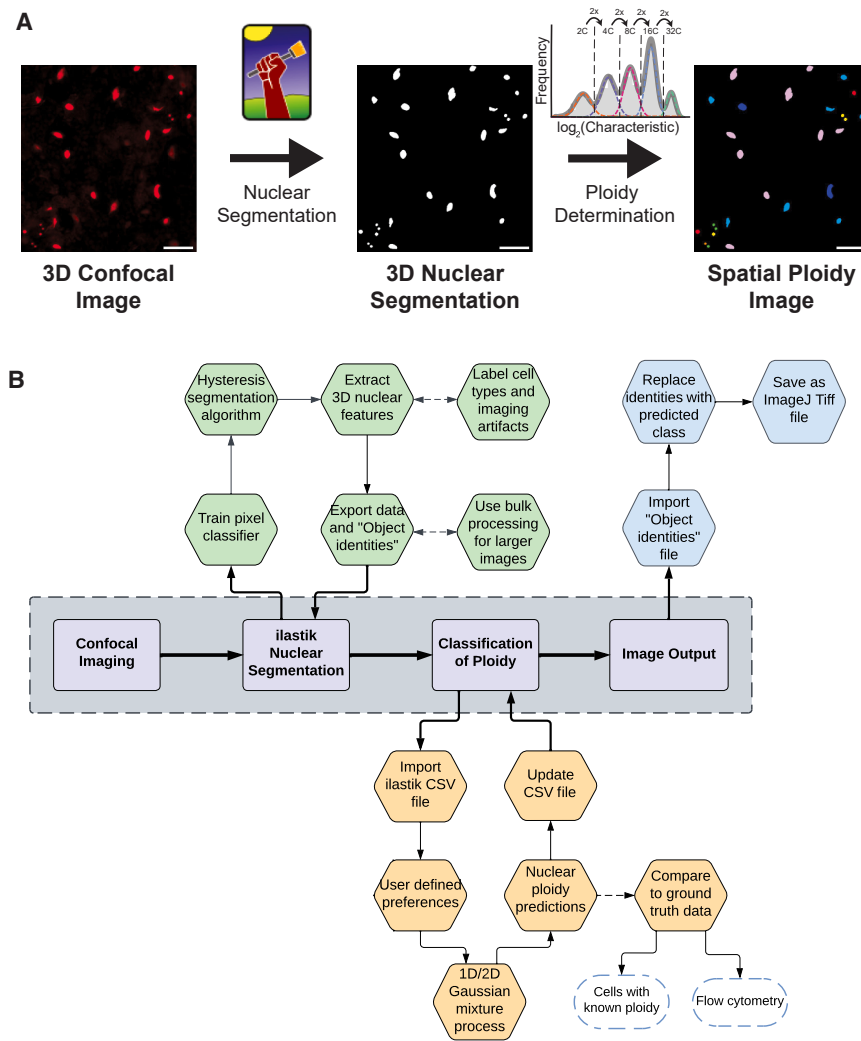 A
2x
2x
2x
2x
2C
4C
8C
16C
32C
Frequency
log2(Characteristic)
Nuclear
Segmentation
Ploidy
Determination
3D Confocal
Image
3D Nuclear
Segmentation
Spatial Ploidy
Image
B
Hysteresis
segmentation
algorithm
Extract
3D nuclear
features
Label cell
types and
imaging
artifacts
Replace
identities with
predicted
class
Save as
ImageJ Tiff
file
Train pixel
classifier
Export data
and "Object
identities"
Use bulk
processing
for larger
images
Import
"Object
identities"
file
Confocal
Imaging
ilastik
Nuclear
Segmentation
Classification
of Ploidy
Image Output
Import
ilastik CSV
file
Update
CSV file
User defined
preferences
Nuclear
ploidy
predictions
Compare
to ground
truth data
1D/2D
Gaussian
mixture
process
Cells with
known ploidy
Flow cytometry